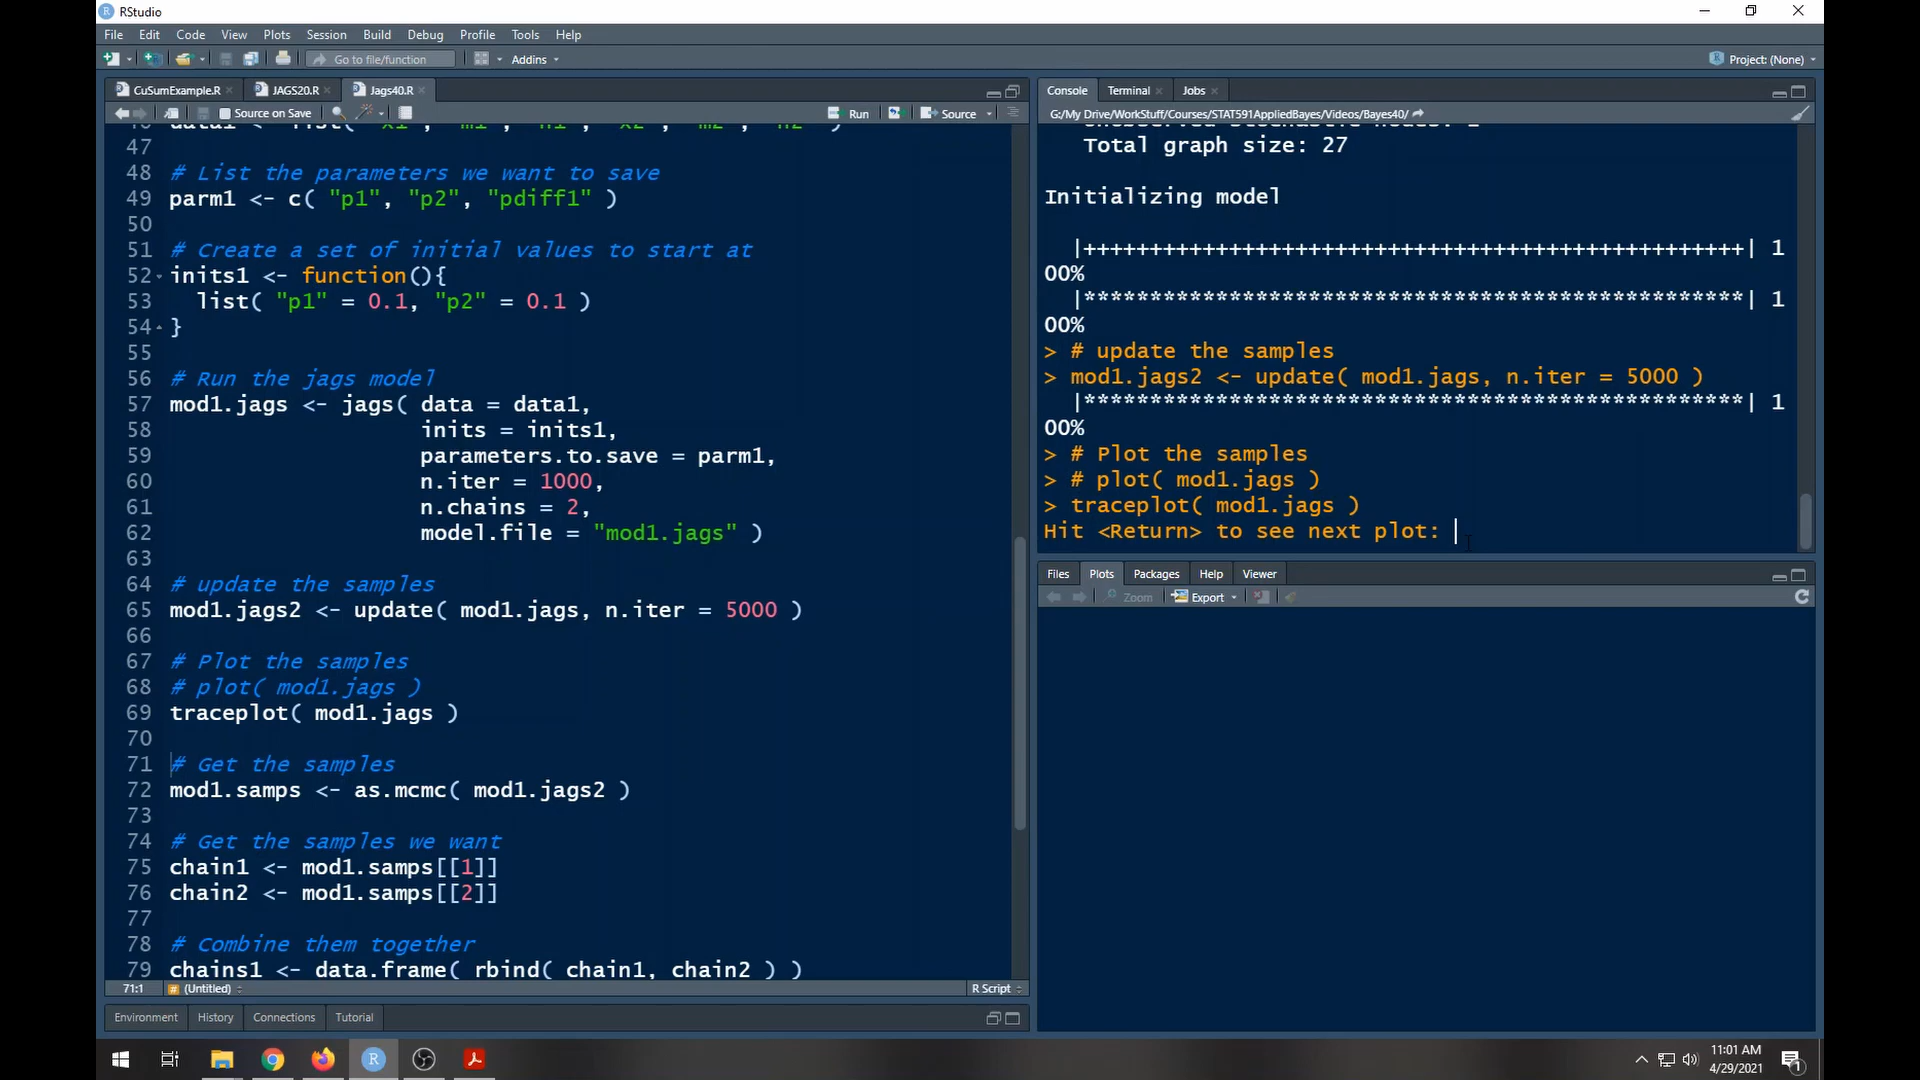 RStudio
File Edit Code View Plots Session Build Debug Profile Tools Help
Go to file/function Addins Project: (None)
CuSumExample.R JAGS20.R Jags40.R
Source on Save Run Source
47
48 # List the parameters we want to save
49 parm1 <- c( "p1", "p2", "pdiff1" )
50
51 # Create a set of initial values to start at
52 inits1 <- function(){
53 list( "p1" = 0.1, "p2" = 0.1 )
54 }
55
56 # Run the jags model
57 mod1.jags <- jags( data = data1,
58 inits = inits1,
59 parameters.to.save = parm1,
60 n.iter = 1000,
61 n.chains = 2,
62 model.file = "mod1.jags" )
63
64 # update the samples
65 mod1.jags2 <- update( mod1.jags, n.iter = 5000 )
66
67 # Plot the samples
68 # plot( mod1.jags )
69 traceplot( mod1.jags )
70
71 # Get the samples
72 mod1.samps <- as.mcmc( mod1.jags2 )
73
74 # Get the samples we want
75 chain1 <- mod1.samps[[1]]
76 chain2 <- mod1.samps[[2]]
77
78 # Combine them together
79 chains1 <- data.frame( rbind( chain1, chain2 ) )
71:1 # (Untitled) R Script
Environment History Connections Tutorial
Console Terminal Jobs
G:/My Drive/WorkStuff/Courses/STAT591AppliedBayes/Videos/Bayes40/
Total graph size: 27
Initializing model
|++++++++++++++++++++++++++++++++++++++++++++++++++| 1
00%
|**************************************************| 1
00%
> # update the samples
> mod1.jags2 <- update( mod1.jags, n.iter = 5000 )
|**************************************************| 1
00%
> # Plot the samples
> # plot( mod1.jags )
> traceplot( mod1.jags )
Hit <Return> to see next plot:
Files Plots Packages Help Viewer
Zoom Export
11:01 AM
4/29/2021
1